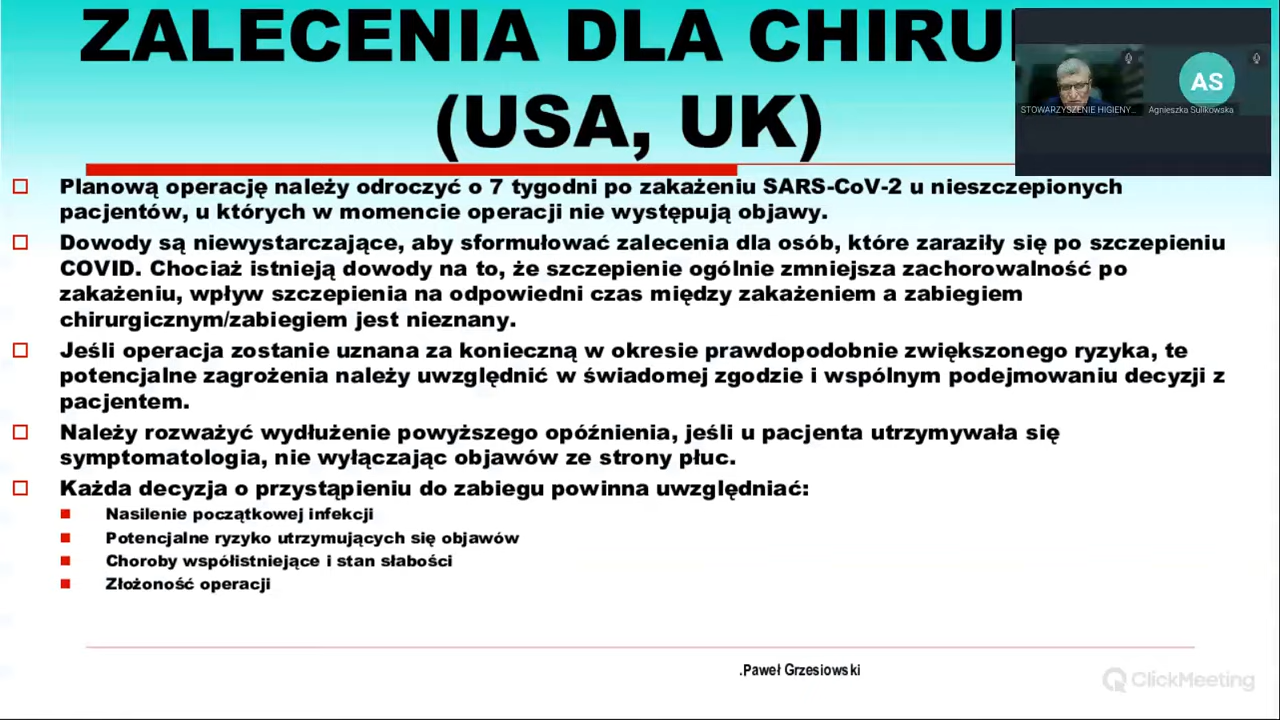 ZALECENIA DLA CHIRU
(USA, UK)
STOWARZYSZENIE HIGIENY...
AS
Agnieszka Sulikowska
Planową operację należy odroczyć o 7 tygodni po zakażeniu SARS-CoV-2 u nieszczepionych
pacjentów, u których w momencie operacji nie występują objawy.
Dowody są niewystarczające, aby sformułować zalecenia dla osób, które zaraziły się po szczepieniu
COVID. Chociaż istnieją dowody na to, że szczepienie ogólnie zmniejsza zachorowalność po
zakażeniu, wpływ szczepienia na odpowiedni czas między zakażeniem a zabiegiem
chirurgicznym/zabiegiem jest nieznany.
Jeśli operacja zostanie uznana za konieczną w okresie prawdopodobnie zwiększonego ryzyka, te
potencjalne zagrożenia należy uwzględnić w świadomej zgodzie i wspólnym podejmowaniu decyzji z
pacjentem.
Należy rozważyć wydłużenie powyższego opóźnienia, jeśli u pacjenta utrzymywała się
symptomatologia, nie wyłączając objawów ze strony płuc.
Każda decyzja o przystąpieniu do zabiegu powinna uwzględniać:
Nasilenie początkowej infekcji
Potencjalne ryzyko utrzymujących się objawów
Choroby współistniejące i stan słabości
Złożoność operacji
.Paweł Grzesiowski
ClickMeeting